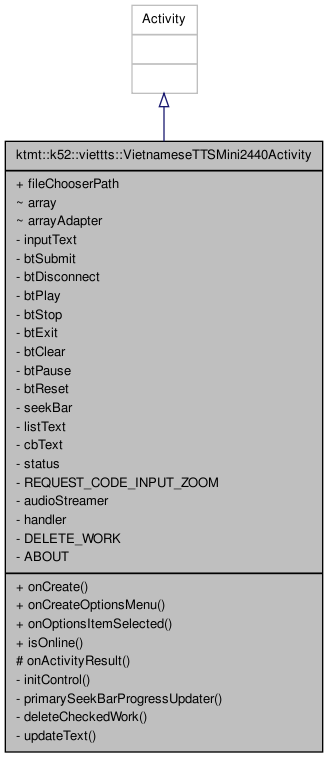 Activity
ktmt::k52::viettts::VietnameseTTSMini2440Activity
+ fileChooserPath
~ array
~ arrayAdapter
- inputText
- btSubmit
- btDisconnect
- btPlay
- btStop
- btExit
- btClear
- btPause
- btReset
- seekBar
- listText
- cbText
- status
- REQUEST_CODE_INPUT_ZOOM
- audioStreamer
- handler
- DELETE_WORK
- ABOUT
+ onCreate()
+ onCreateOptionsMenu()
+ onOptionsItemSelected()
+ isOnline()
# onActivityResult()
- initControl()
- primarySeekBarProgressUpdater()
- deleteCheckedWork()
- updateText()